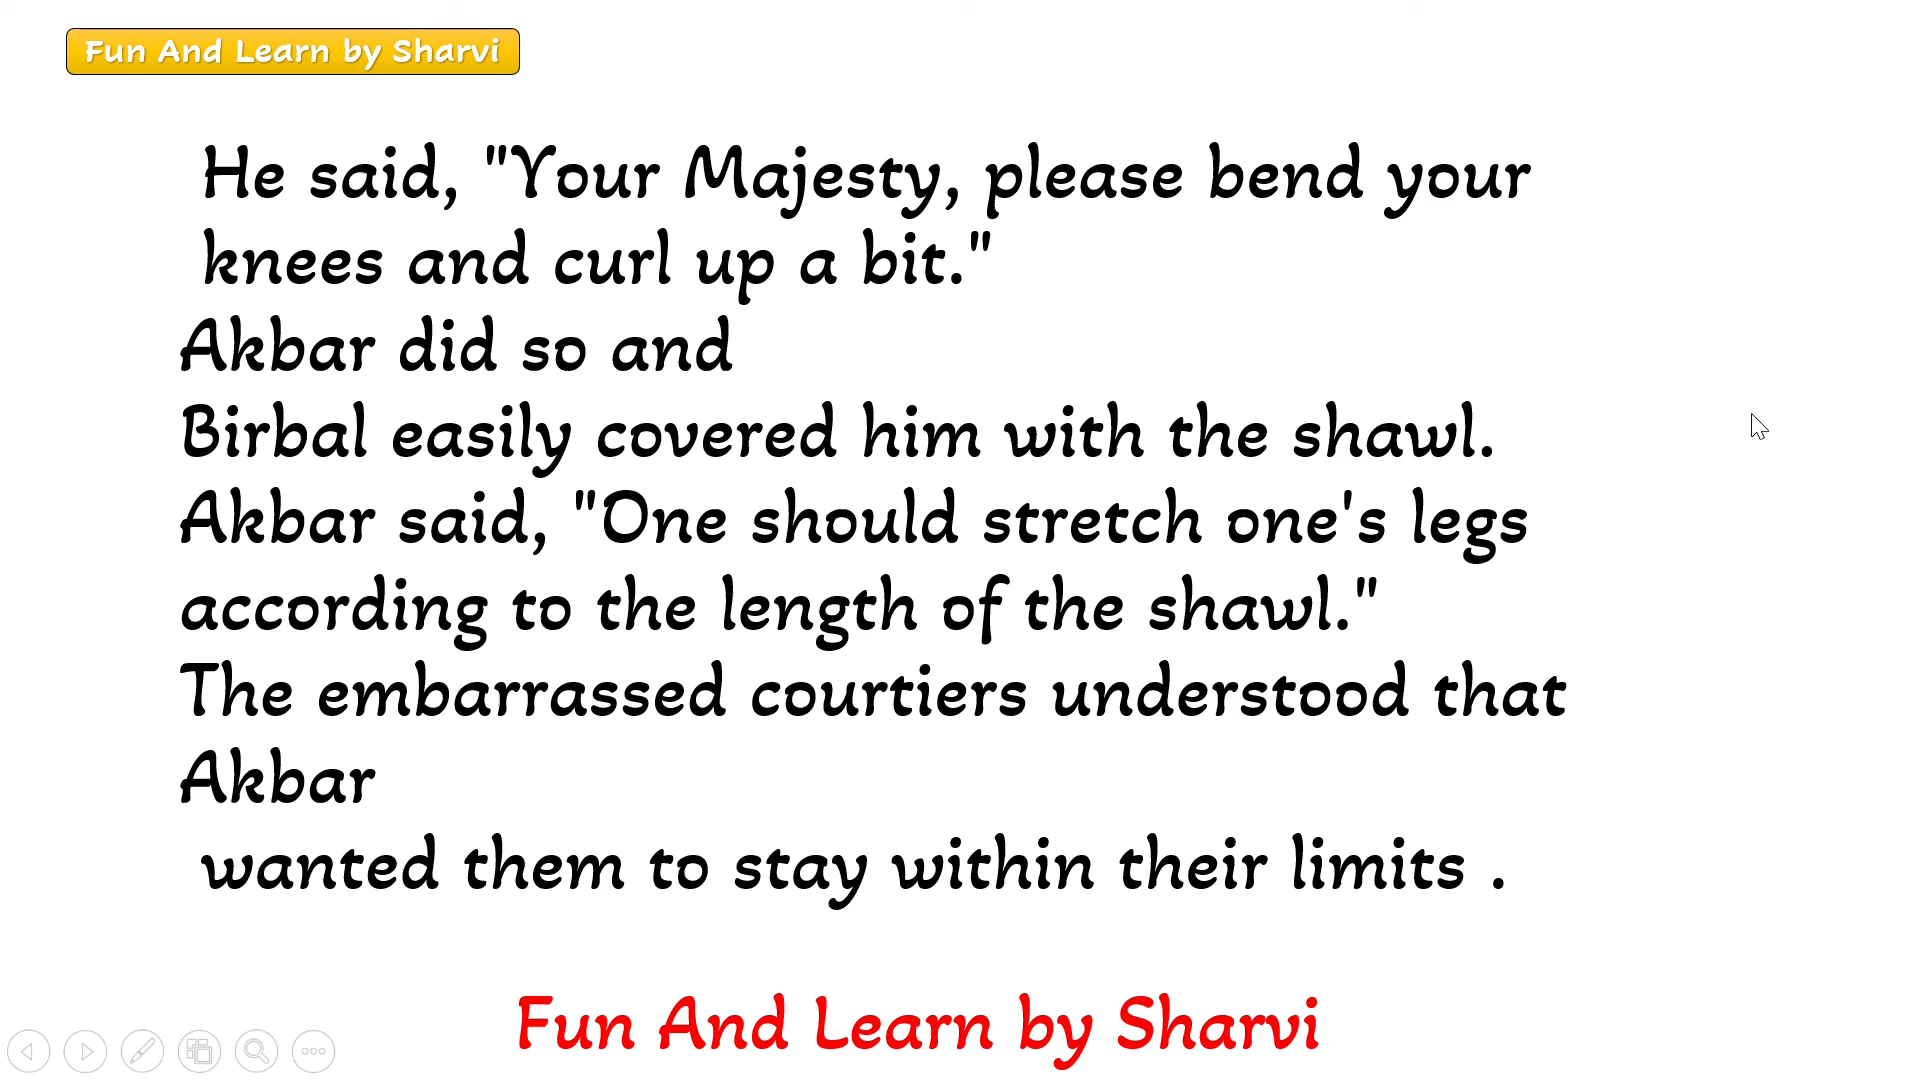 Fun And Learn by Sharvi
He said, "Your Majesty, please bend your
knees and curl up a bit."
Akbar did so and
Birbal easily covered him with the shawl.
Akbar said, "One should stretch one's legs
according to the length of the shawl."
The embarrassed courtiers understood that
Akbar
wanted them to stay within their limits .
Fun And Learn by Sharvi